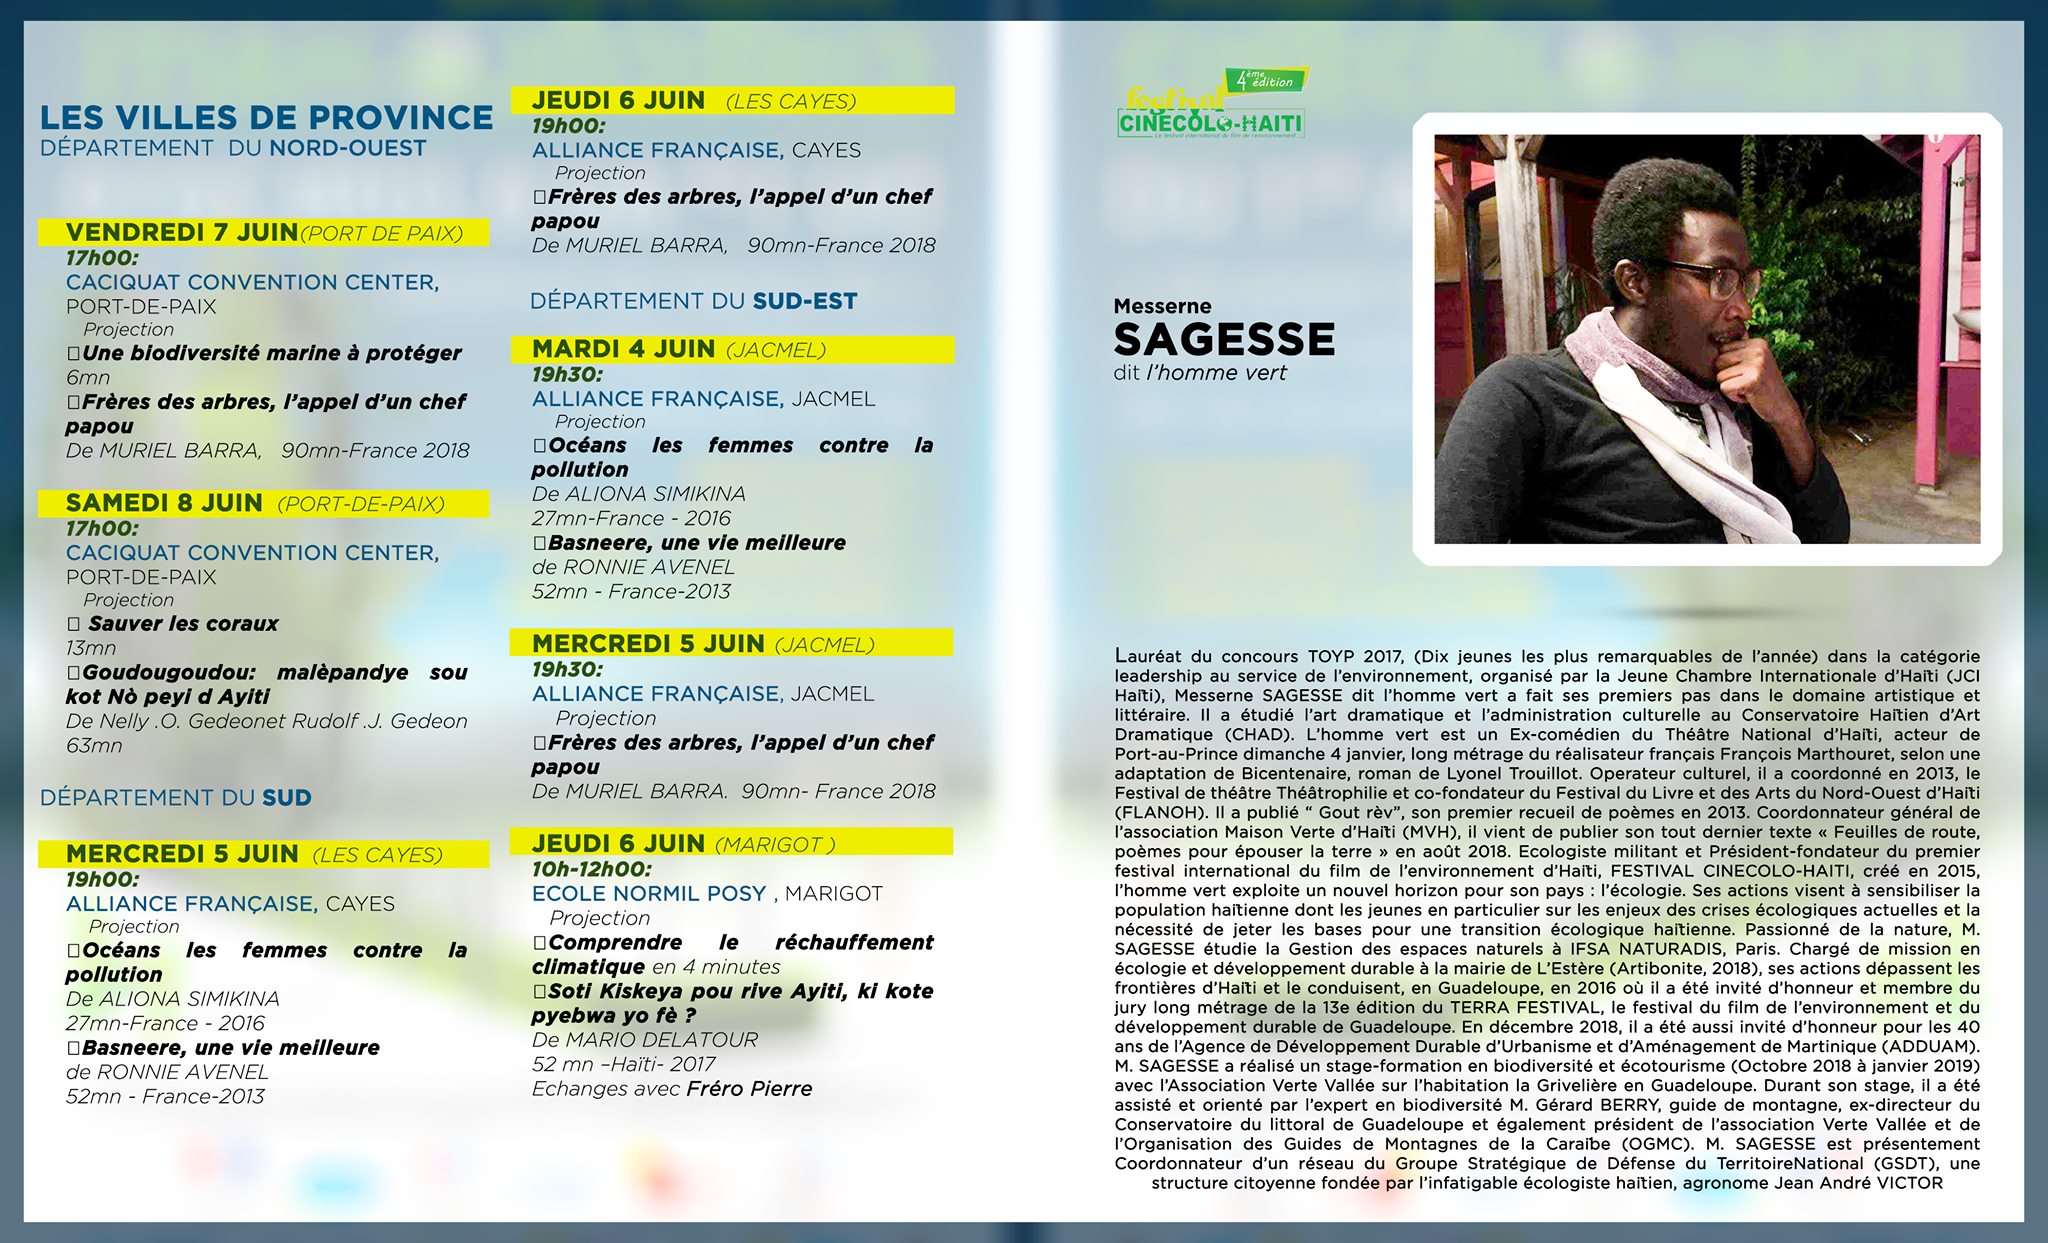 LES VILLES DE PROVINCE
DÉPARTEMENT DU NORD-OUEST
VENDREDI 7 JUIN(PORT DE PAIX)
17h00:
CACIQUAT CONVENTION CENTER,
PORT-DE-PAIX
Projection
Une biodiversité marine à protéger
6mn
Frères des arbres, l'appel d'un chef
papou
De MURIEL BARRA, 90mn-France 2018
SAMEDI 8 JUIN (PORT-DE-PAIX)
17h00:
CACIQUAT CONVENTION CENTER,
PORT-DE-PAIX
Projection
Sauver les coraux
13mn
Goudougoudou: malèpandye sou
kot Nò peyi d Ayiti
De Nelly .O. Gedeonet Rudolf .J. Gedeon
63mn
DÉPARTEMENT DU SUD
MERCREDI 5 JUIN (LES CAYES)
19h00:
ALLIANCE FRANÇAISE, CAYES
Projection
Océans les femmes contre la
pollution
De ALIONA SIMIKINA
27mn-France - 2016
Basneere, une vie meilleure
de RONNIE AVENEL
52mn - France-2013
JEUDI 6 JUIN (LES CAYES)
19h00:
ALLIANCE FRANÇAISE, CAYES
Projection
Frères des arbres, l'appel d'un chef
papou
De MURIEL BARRA, 90mn-France 2018
DÉPARTEMENT DU SUD-EST
MARDI 4 JUIN (JACMEL)
19h30:
ALLIANCE FRANÇAISE, JACMEL
Projection
Océans les femmes contre la
pollution
De ALIONA SIMIKINA
27mn-France - 2016
Basneere, une vie meilleure
de RONNIE AVENEL
52mn - France-2013
MERCREDI 5 JUIN (JACMEL)
19h30:
ALLIANCE FRANÇAISE, JACMEL
Projection
Frères des arbres, l'appel d'un chef
papou
De MURIEL BARRA. 90mn- France 2018
JEUDI 6 JUIN (MARIGOT )
10h-12h00:
ECOLE NORMIL POSY , MARIGOT
Projection
Comprendre le réchauffement
climatique en 4 minutes
Soti Kiskeya pou rive Ayiti, ki kote
pyebwa yo fè ?
De MARIO DELATOUR
52 mn –Haïti- 2017
Echanges avec Fréro Pierre
4ème édition
festival
CINECOLO-HAITI
Le festival international du film de l'environnement
Messerne
SAGESSE
dit l'homme vert
Lauréat du concours TOYP 2017, (Dix jeunes les plus remarquables de l'année) dans la catégorie
leadership au service de l'environnement, organisé par la Jeune Chambre Internationale d'Haïti (JCI
Haïti), Messerne SAGESSE dit l'homme vert a fait ses premiers pas dans le domaine artistique et
littéraire. Il a étudié l'art dramatique et l'administration culturelle au Conservatoire Haïtien d'Art
Dramatique (CHAD). L'homme vert est un Ex-comédien du Théâtre National d'Haïti, acteur de
Port-au-Prince dimanche 4 janvier, long métrage du réalisateur français François Marthouret, selon une
adaptation de Bicentenaire, roman de Lyonel Trouillot. Operateur culturel, il a coordonné en 2013, le
Festival de théâtre Théâtrophilie et co-fondateur du Festival du Livre et des Arts du Nord-Ouest d'Haïti
(FLANOH). Il a publié “ Gout rèv”, son premier recueil de poèmes en 2013. Coordonnateur général de
l'association Maison Verte d'Haïti (MVH), il vient de publier son tout dernier texte « Feuilles de route,
poèmes pour épouser la terre » en août 2018. Ecologiste militant et Président-fondateur du premier
festival international du film de l'environnement d'Haïti, FESTIVAL CINECOLO-HAITI, créé en 2015,
l'homme vert exploite un nouvel horizon pour son pays : l'écologie. Ses actions visent à sensibiliser la
population haïtienne dont les jeunes en particulier sur les enjeux des crises écologiques actuelles et la
nécessité de jeter les bases pour une transition écologique haïtienne. Passionné de la nature, M.
SAGESSE étudie la Gestion des espaces naturels à IFSA NATURADIS, Paris. Chargé de mission en
écologie et développement durable à la mairie de L'Estère (Artibonite, 2018), ses actions dépassent les
frontières d'Haïti et le conduisent, en Guadeloupe, en 2016 où il a été invité d'honneur et membre du
jury long métrage de la 13e édition du TERRA FESTIVAL, le festival du film de l'environnement et du
développement durable de Guadeloupe. En décembre 2018, il a été aussi invité d'honneur pour les 40
ans de l'Agence de Développement Durable d'Urbanisme et d'Aménagement de Martinique (ADDUAM).
M. SAGESSE a réalisé un stage-formation en biodiversité et écotourisme (Octobre 2018 à janvier 2019)
avec l'Association Verte Vallée sur l'habitation la Grivelière en Guadeloupe. Durant son stage, il a été
assisté et orienté par l'expert en biodiversité M. Gérard BERRY, guide de montagne, ex-directeur du
Conservatoire du littoral de Guadeloupe et également président de l'association Verte Vallée et de
l'Organisation des Guides de Montagnes de la Caraïbe (OGMC). M. SAGESSE est présentement
Coordonnateur d'un réseau du Groupe Stratégique de Défense du TerritoireNational (GSDT), une
structure citoyenne fondée par l'infatigable écologiste haïtien, agronome Jean André VICTOR